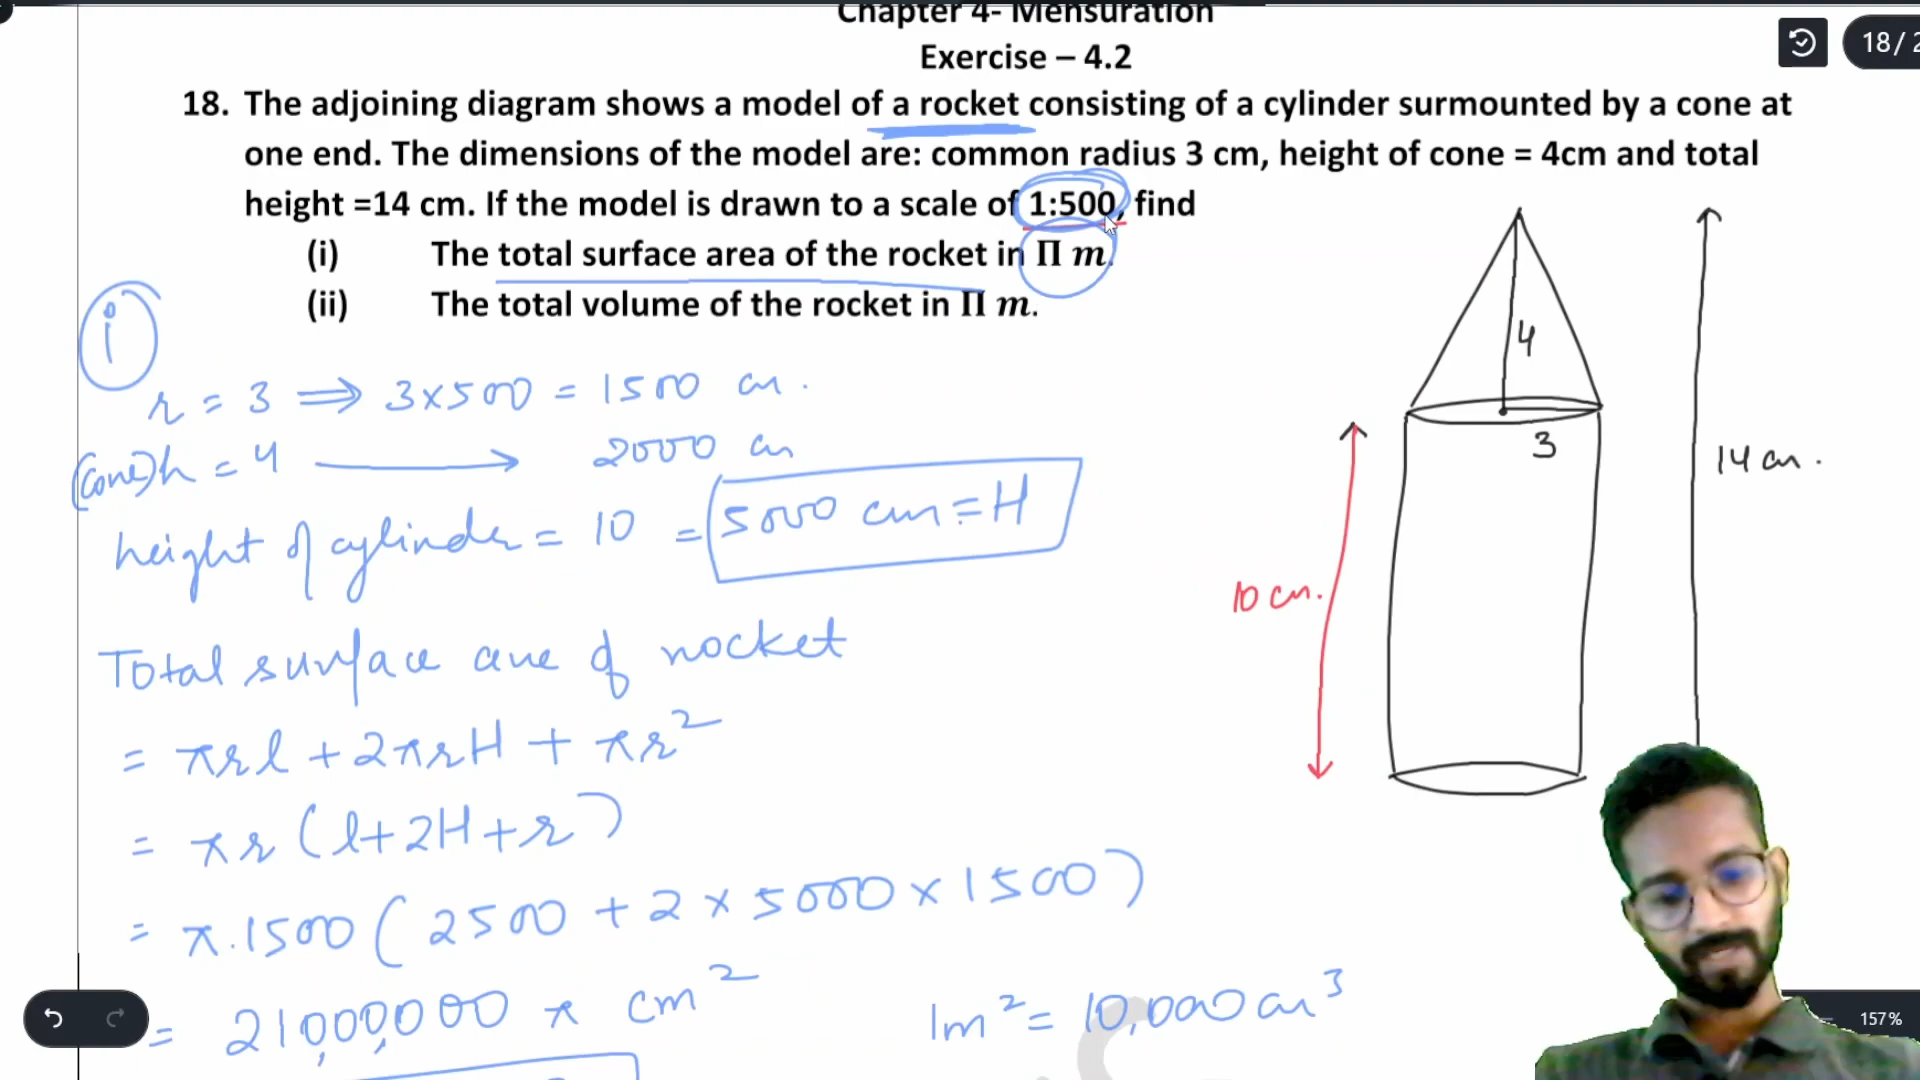 Chapter 4- Mensuration
Exercise – 4.2
18/2
18. The adjoining diagram shows a model of a rocket consisting of a cylinder surmounted by a cone at
one end. The dimensions of the model are: common radius 3 cm, height of cone = 4cm and total
height =14 cm. If the model is drawn to a scale of 1:500, find
(i) The total surface area of the rocket in Π m.
(ii) The total volume of the rocket in Π m.
i
r = 3 ⟹ 3×500 = 1500 cm.
(cone)h = 4 ⟶ 2000 cm
height of cylinder = 10 = 5000 cm = H
Total surface are of rocket
= πrl + 2πrH + πr²
= πr (l+2H+r)
= π.1500 (2500 + 2 × 5000 × 1500)
= 210,00,000 π cm²
1m² = 10,000 cm³
4
3
14 cm.
10 cm.
157%